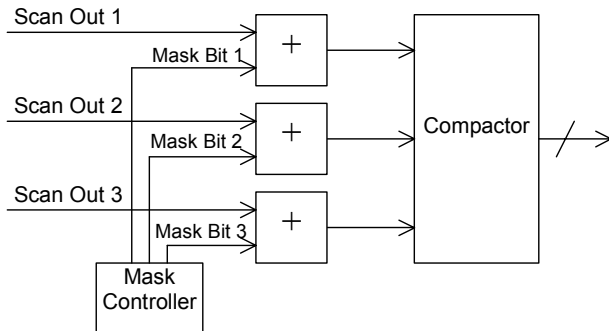 Scan Out 1
Mask Bit 1
+
Scan Out 2
Mask Bit 2
+
Compactor
Scan Out 3
Mask Bit 3
+
Mask
Controller